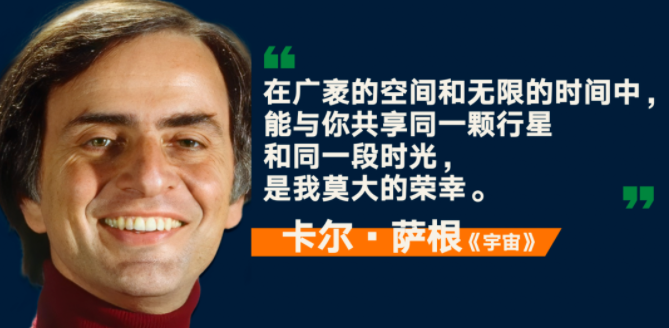 在广袤的空间和无限的时间中，
能与你共享同一颗行星
和同一段时光，
是我莫大的荣幸。
卡尔·萨根《宇宙》